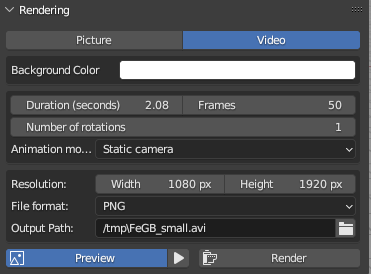 Rendering
Picture Video
Background Color
Duration (seconds) 2.08 Frames 50
Number of rotations 1
Animation mo... Static camera
Resolution: Width 1080 px Height 1920 px
File format: PNG
Output Path: /tmp\FeGB_small.avi
Preview Render